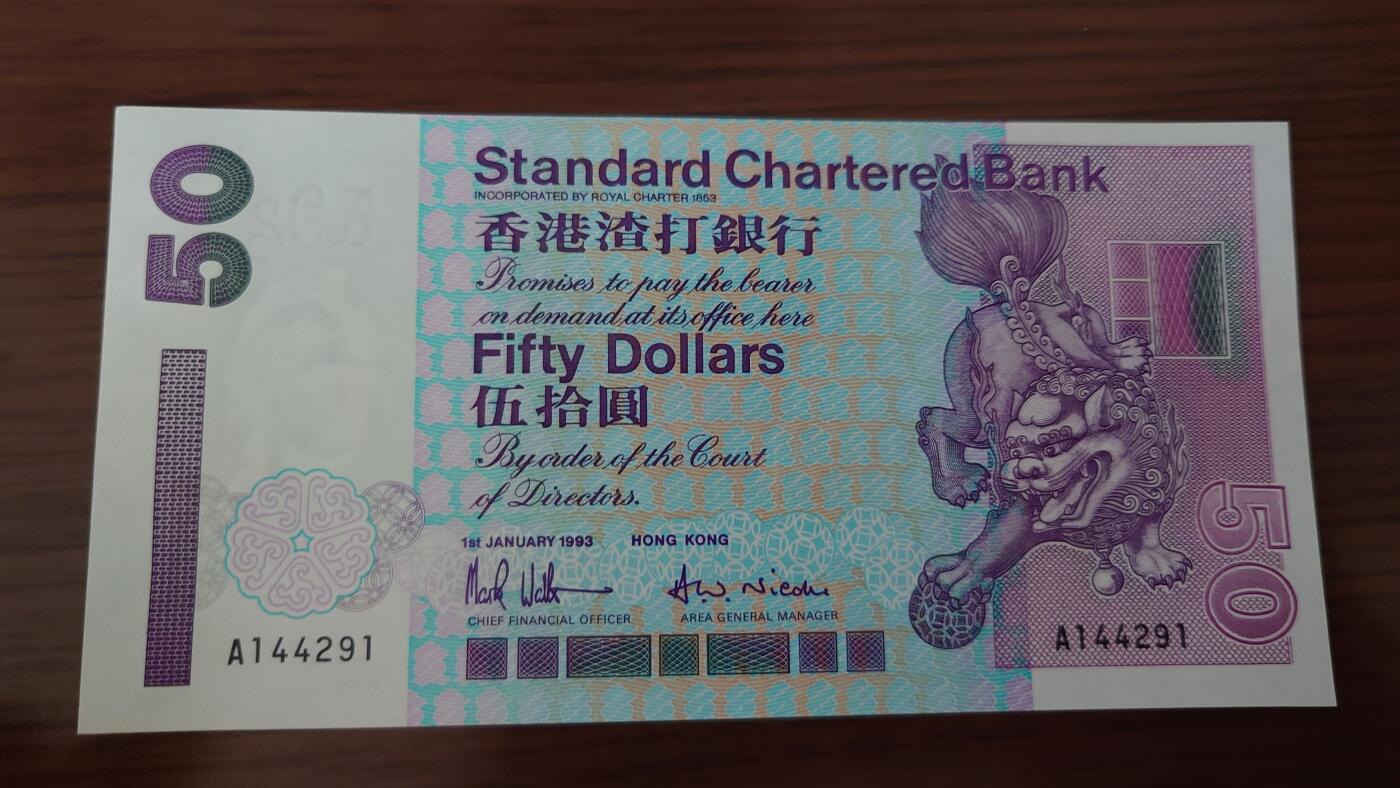 50
Standard Chartered Bank
INCORPORATED BY ROYAL CHARTER 1853
香港渣打銀行
Promises to pay the bearer
on demand at its office here
Fifty Dollars
伍拾圓
By order of the Court
of Directors.
1st JANUARY 1993 HONG KONG
CHIEF FINANCIAL OFFICER AREA GENERAL MANAGER
A144291
A144291
50